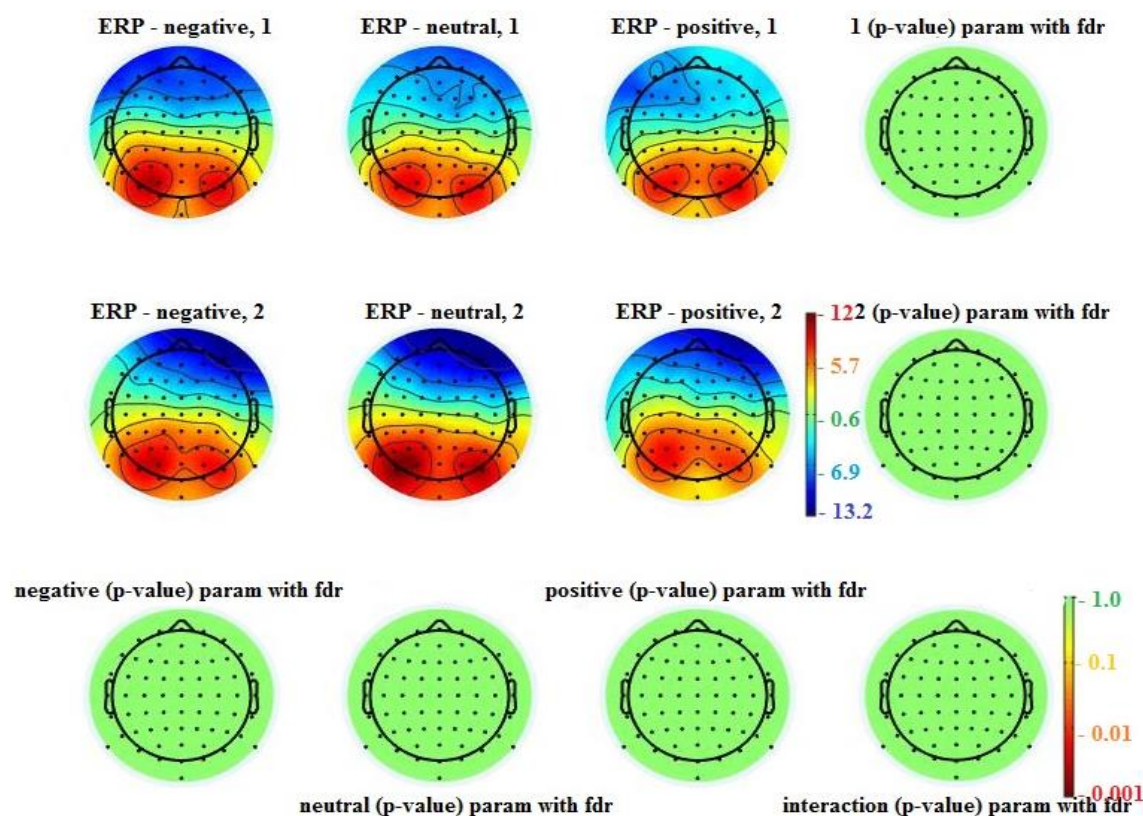 ERP - negative, 1
ERP - neutral, 1
ERP - positive, 1
1 (p-value) param with fdr
ERP - negative, 2
ERP - neutral, 2
ERP - positive, 2
2 (p-value) param with fdr
- 12
- 5.7
- 0.6
- 6.9
- 13.2
negative (p-value) param with fdr
positive (p-value) param with fdr
- 1.0
- 0.1
- 0.01
- 0.001
neutral (p-value) param with fdr
interaction (p-value) param with fdr